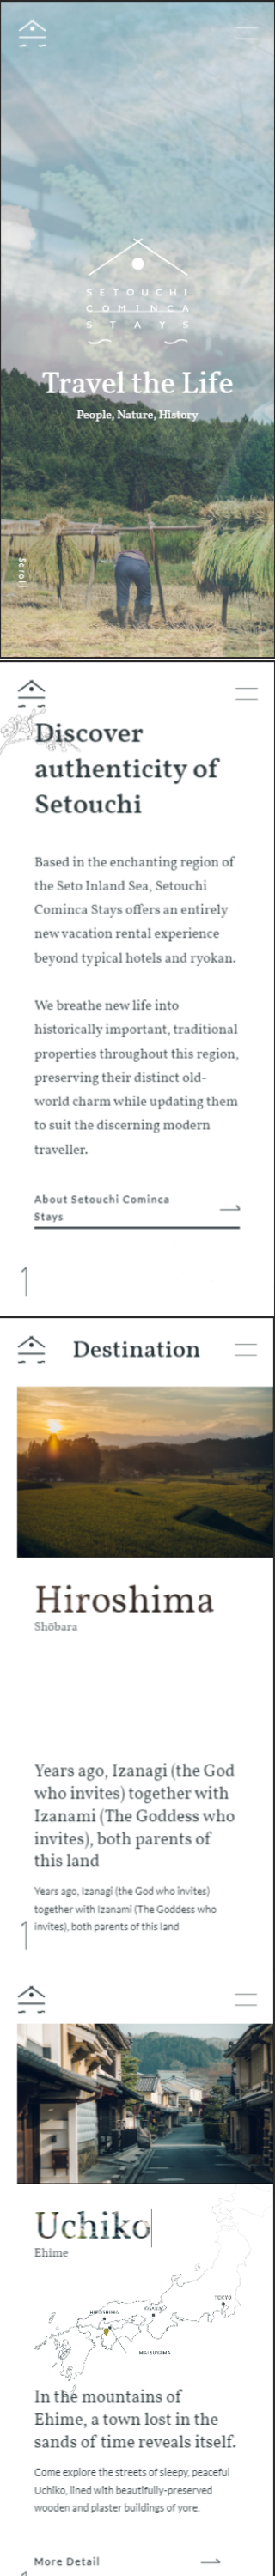 SETOUCHI
COMINCA
STAYS
Travel the Life
People, Nature, History
Scroll
Discover
authenticity of
Setouchi
Based in the enchanting region of
the Seto Inland Sea, Setouchi
Cominca Stays offers an entirely
new vacation rental experience
beyond typical hotels and ryokan.
We breathe new life into
historically important, traditional
properties throughout this region,
preserving their distinct old-
world charm while updating them
to suit the discerning modern
traveller.
About Setouchi Cominca
Stays
1
Destination
Hiroshima
Shōbara
Years ago, Izanagi (the God
who invites) together with
Izanami (The Goddess who
invites), both parents of
this land
Years ago, Izanagi (the God who invites)
together with Izanami (The Goddess who
invites), both parents of this land
1
Uchiko
Ehime
TOKYO
HIROSHIMA
OSAKA
MATSUYAMA
In the mountains of
Ehime, a town lost in the
sands of time reveals itself.
Come explore the streets of sleepy, peaceful
Uchiko, lined with beautifully-preserved
wooden and plaster buildings of yore.
More Detail